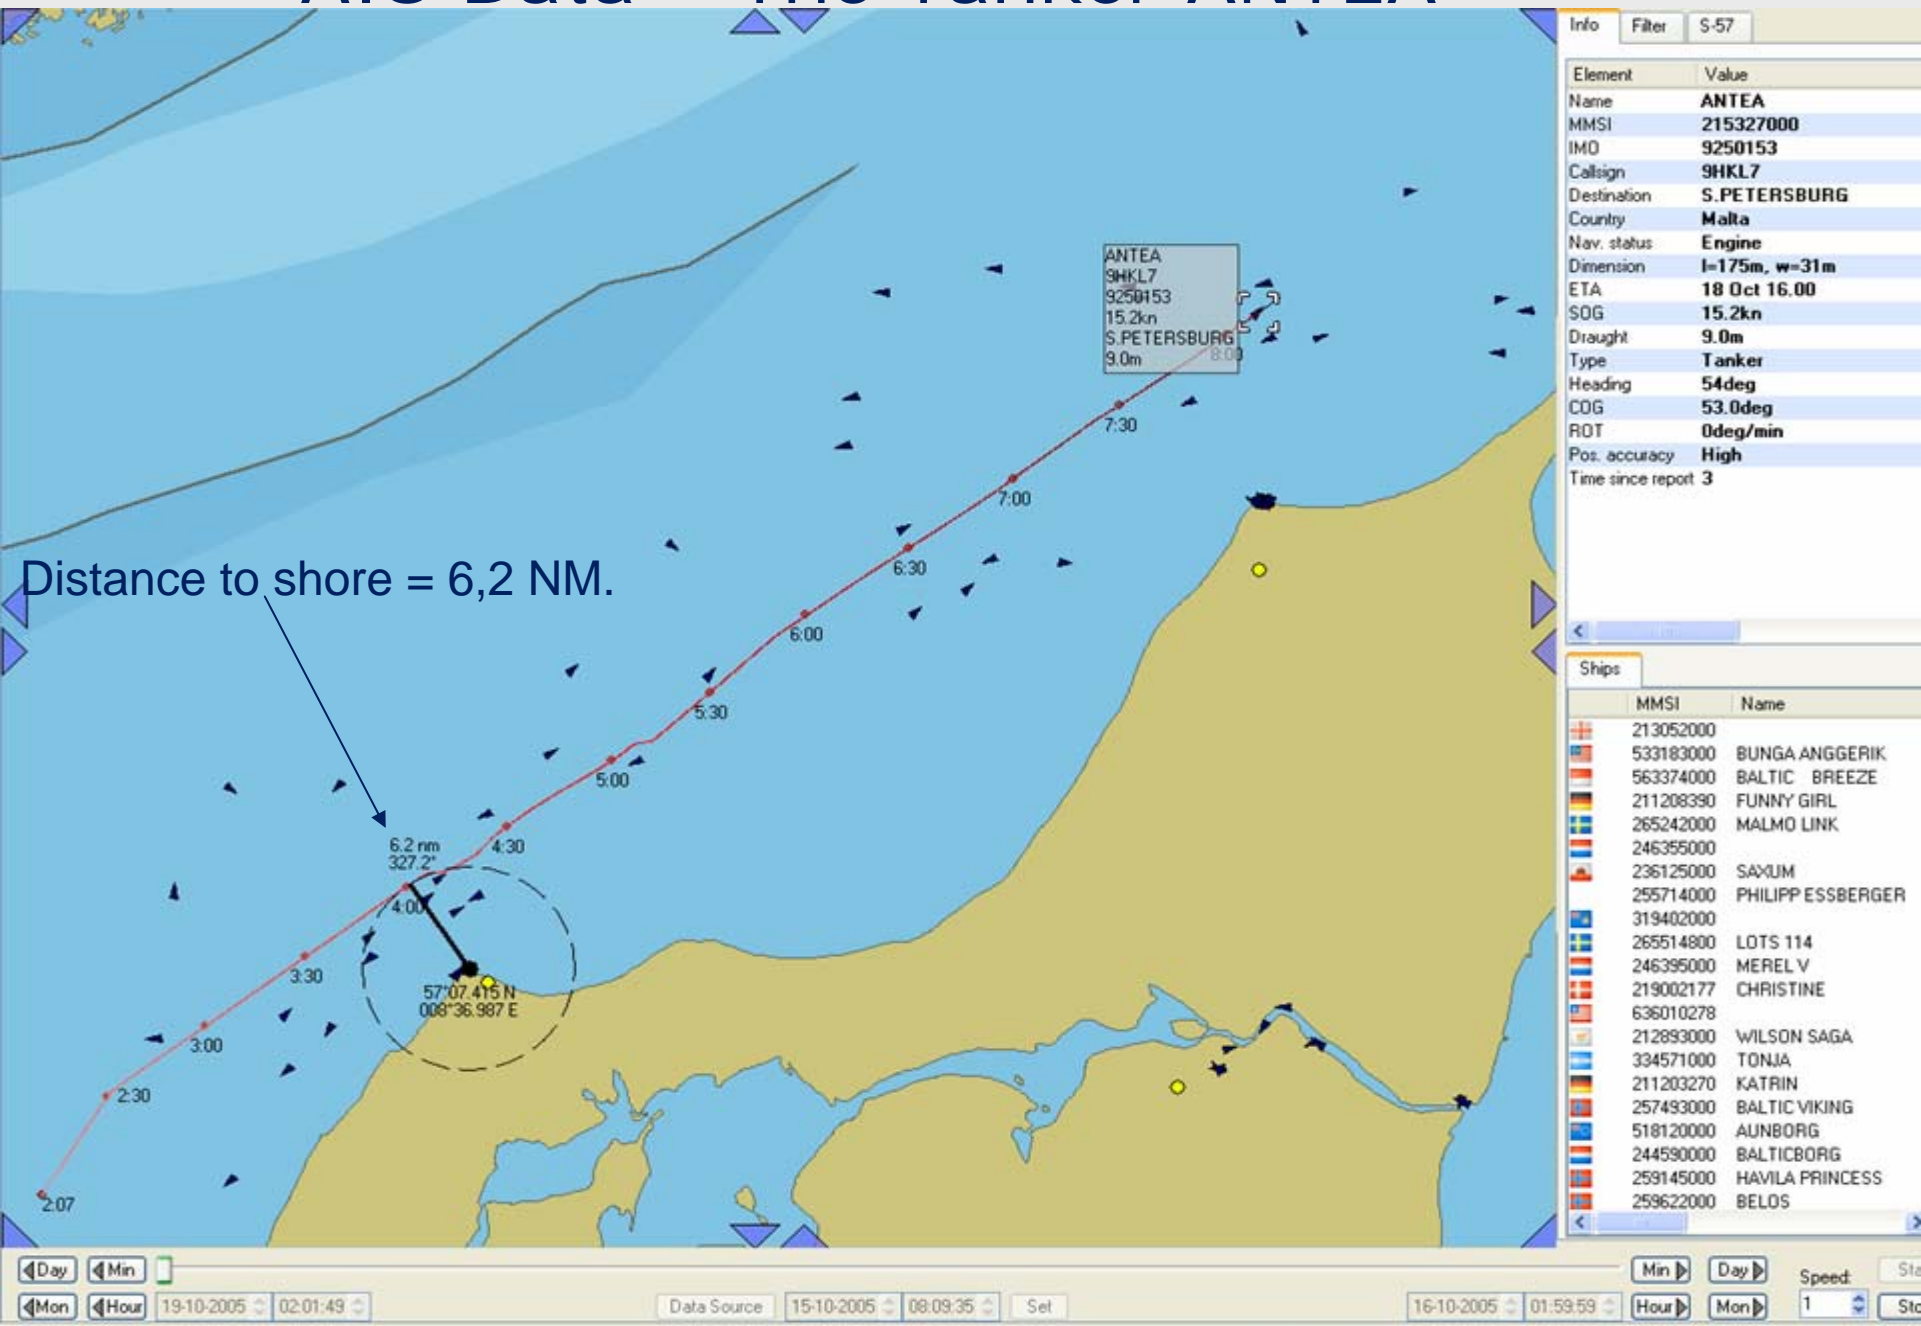 AIS Data – The Tanker ANTEA
Info Filter S-57
Element Value
Name ANTEA
MMSI 215327000
IMO 9250153
Callsign 9HKL7
Destination S.PETERSBURG
Country Malta
Nav. status Engine
Dimension l=175m, w=31m
ETA 18 Oct 16.00
SOG 15.2kn
Draught 9.0m
Type Tanker
Heading 54deg
COG 53.0deg
ROT 0deg/min
Pos. accuracy High
Time since report 3
ANTEA
9HKL7
9250153
15.2kn
S.PETERSBURG
9.0m
8:00
7:30
7:00
6:30
Distance to shore = 6,2 NM.
6:00
5:30
5:00
4:30
6.2 nm
327.2°
4:00
3:30
57°07.415 N
008°36.987 E
3:00
2:30
2:07
Ships
MMSI Name
213052000
533183000 BUNGA ANGGERIK
563374000 BALTIC BREEZE
211208390 FUNNY GIRL
265242000 MALMO LINK
246355000
236125000 SAXUM
255714000 PHILIPP ESSBERGER
319402000
265514800 LOTS 114
246395000 MEREL V
219002177 CHRISTINE
636010278
212893000 WILSON SAGA
334571000 TONJA
211203270 KATRIN
257493000 BALTIC VIKING
518120000 AUNBORG
244590000 BALTICBORG
259145000 HAVILA PRINCESS
259622000 BELOS
Day Min Min Day Speed: Sta
Mon Hour 19-10-2005 02:01:49 Data Source 15-10-2005 08:09:35 Set 16-10-2005 01:59:59 Hour Mon 1 Sto